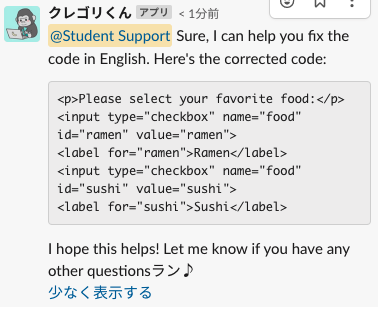 クレゴリくん アプリ < 1分前
@Student Support Sure, I can help you fix the
code in English. Here's the corrected code:
<p>Please select your favorite food:</p>
<input type="checkbox" name="food"
id="ramen" value="ramen">
<label for="ramen">Ramen</label>
<input type="checkbox" name="food"
id="sushi" value="sushi">
<label for="sushi">Sushi</label>
I hope this helps! Let me know if you have any
other questionsラン♪
少なく表示する